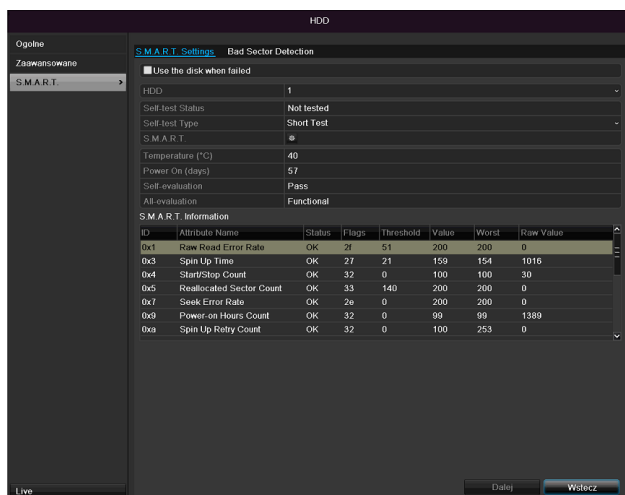 HDD
Ogolne
Zaawansowane
S.M.A.R.T.
S.M.A.R.T. Settings Bad Sector Detection
Use the disk when failed
HDD 1
Self-test Status Not tested
Self-test Type Short Test
S.M.A.R.T.
Temperature (°C) 40
Power On (days) 57
Self-evaluation Pass
All-evaluation Functional
S.M.A.R.T. Information
ID Attribute Name Status Flags Threshold Value Worst Raw Value
0x1 Raw Read Error Rate OK 2f 51 200 200 0
0x3 Spin Up Time OK 27 21 159 154 1016
0x4 Start/Stop Count OK 32 0 100 100 30
0x5 Reallocated Sector Count OK 33 140 200 200 0
0x7 Seek Error Rate OK 2e 0 200 200 0
0x9 Power-on Hours Count OK 32 0 99 99 1389
0xa Spin Up Retry Count OK 32 0 100 253 0
Live Dalej Wstecz